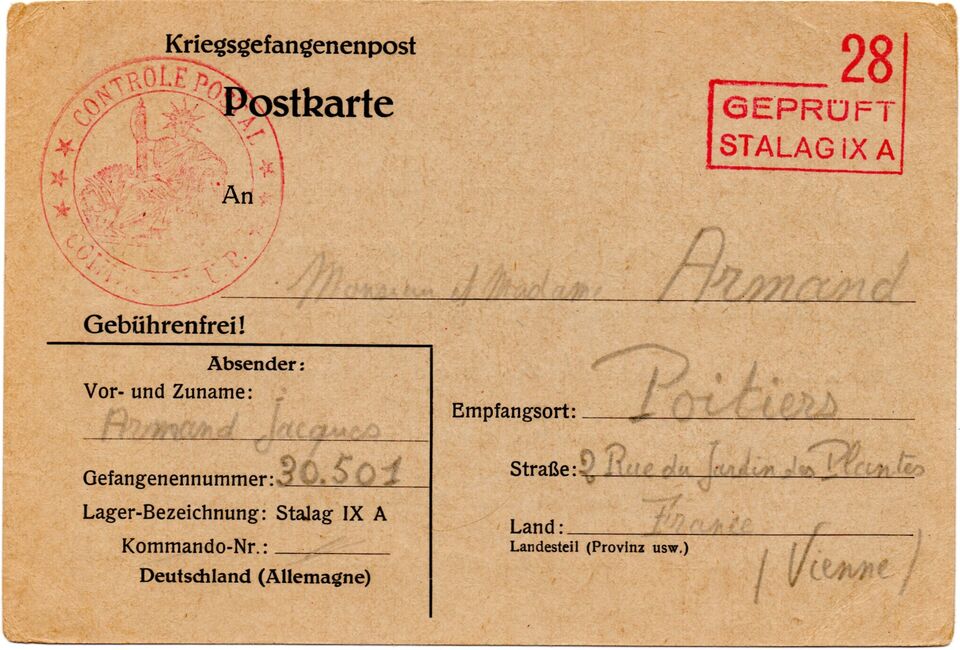 Kriegsgefangenenpost
Postkarte
CONTROLE POSTAL
28
GEPRÜFT
STALAG IX A
An
Monsieur et Madame Armand
Gebührenfrei!
Absender:
Vor- und Zuname:
Armand Jacques
Gefangenennummer: 30.501
Lager-Bezeichnung: Stalag IX A
Kommando-Nr.: /
Deutschland (Allemagne)
Empfangsort: Poitiers
Straße: Rue du Jardin des Plantes
Land: France
Landesteil (Provinz usw.)
(Vienne)